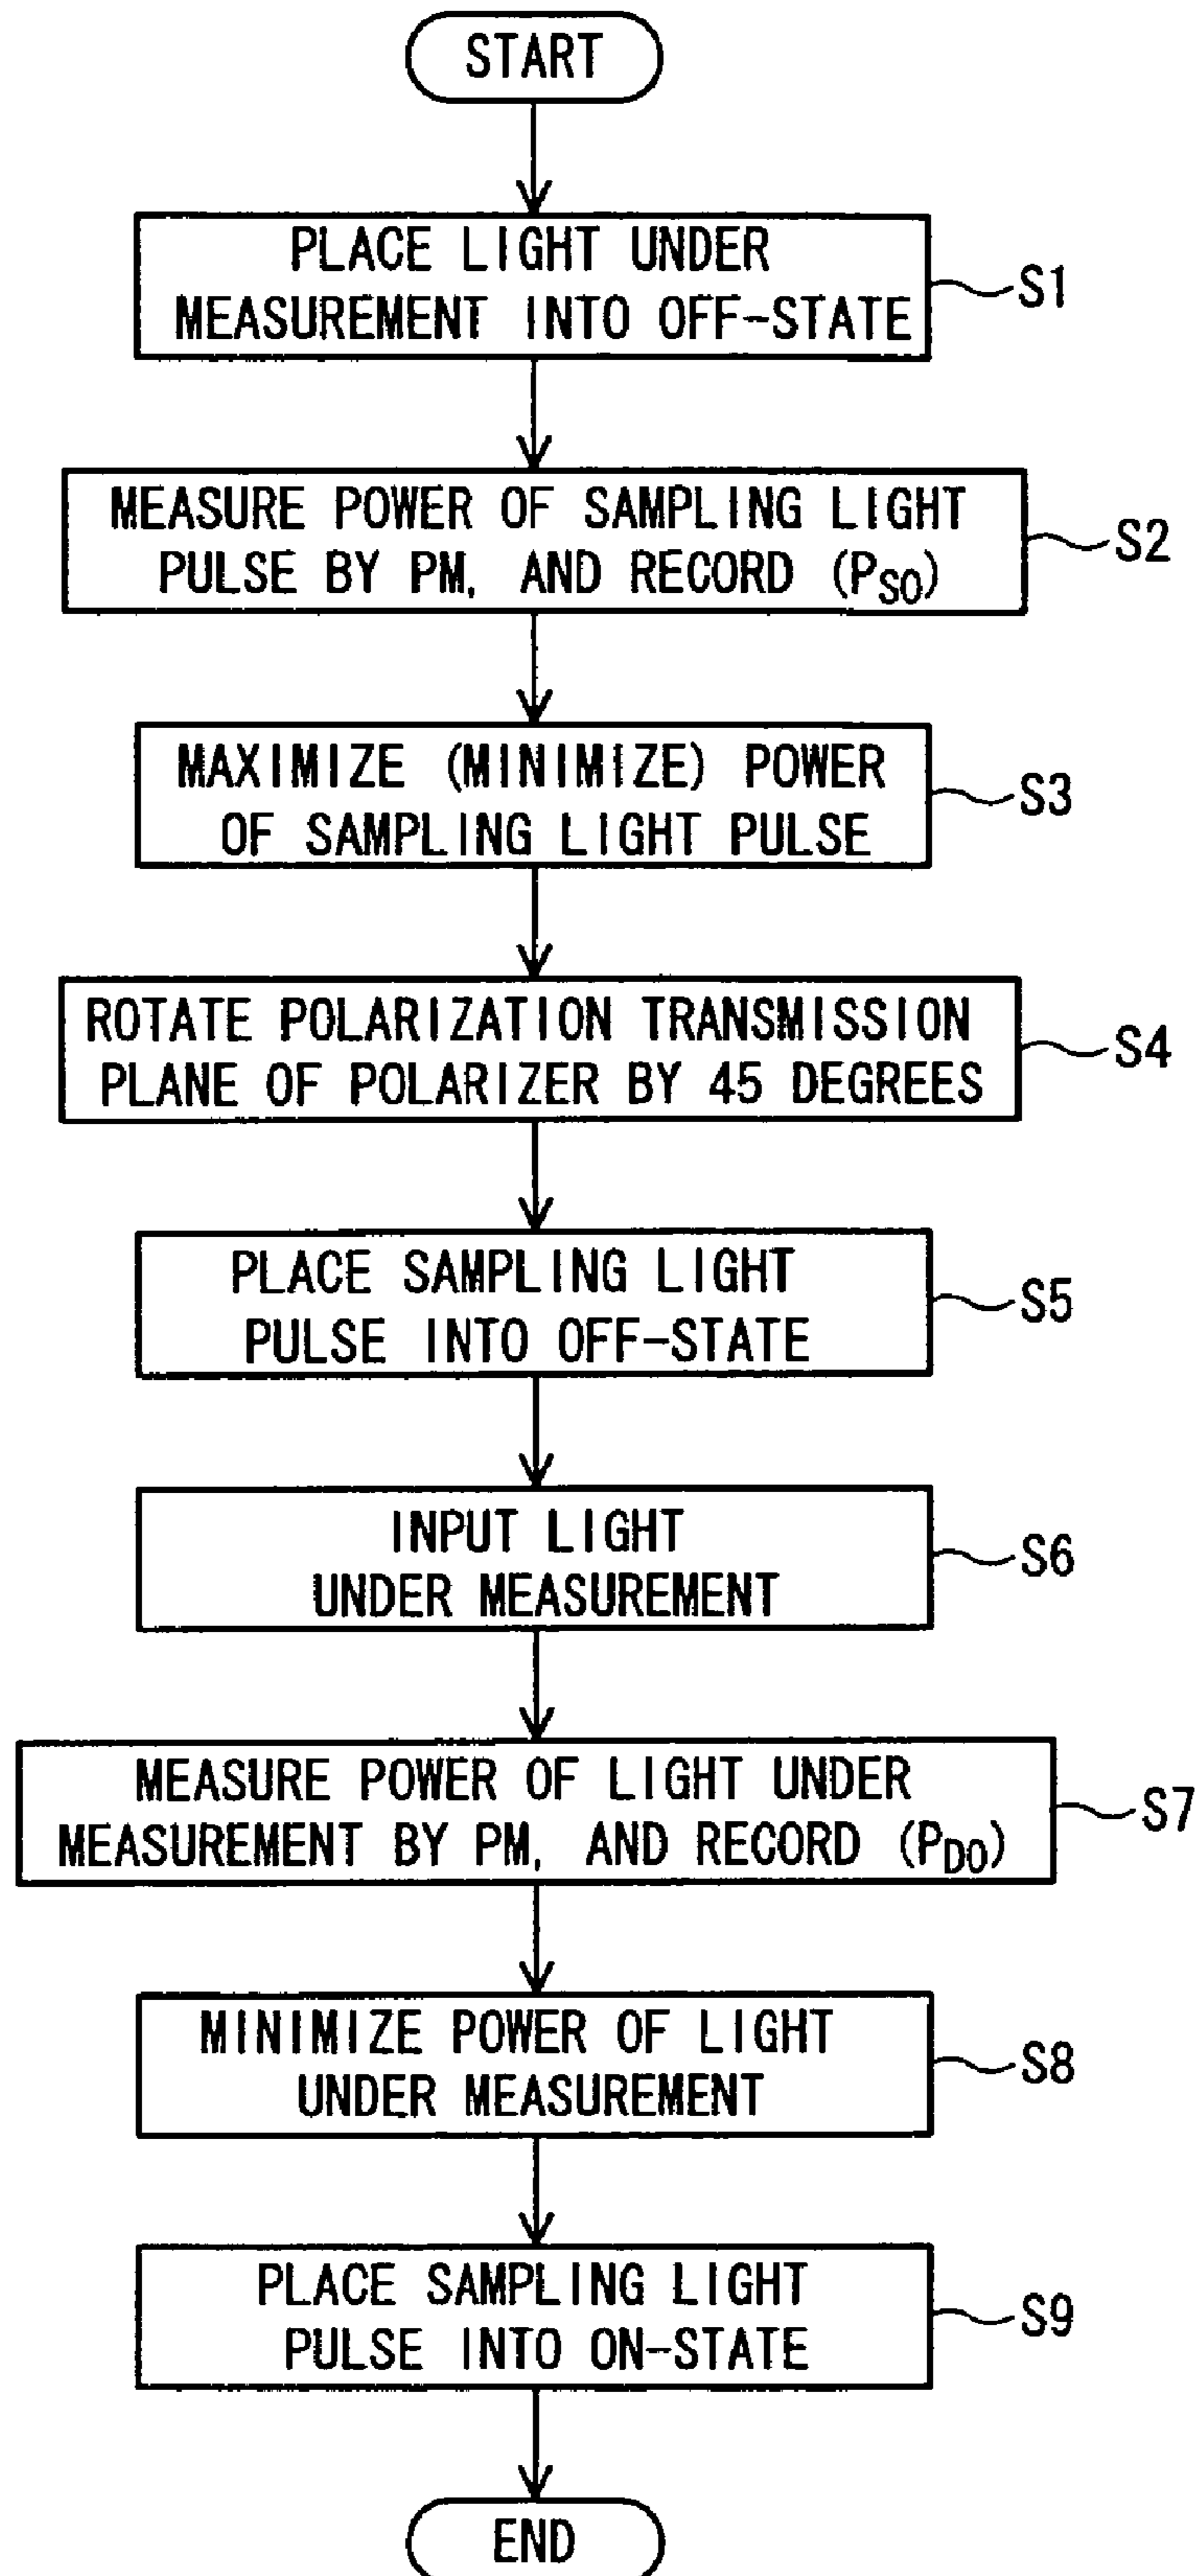 START
PLACE LIGHT UNDER
MEASUREMENT INTO OFF-STATE
S1
MEASURE POWER OF SAMPLING LIGHT
PULSE BY PM, AND RECORD (PS0)
S2
MAXIMIZE (MINIMIZE) POWER
OF SAMPLING LIGHT PULSE
S3
ROTATE POLARIZATION TRANSMISSION
PLANE OF POLARIZER BY 45 DEGREES
S4
PLACE SAMPLING LIGHT
PULSE INTO OFF-STATE
S5
INPUT LIGHT
UNDER MEASUREMENT
S6
MEASURE POWER OF LIGHT UNDER
MEASUREMENT BY PM, AND RECORD (PD0)
S7
MINIMIZE POWER OF LIGHT
UNDER MEASUREMENT
S8
PLACE SAMPLING LIGHT
PULSE INTO ON-STATE
S9
END